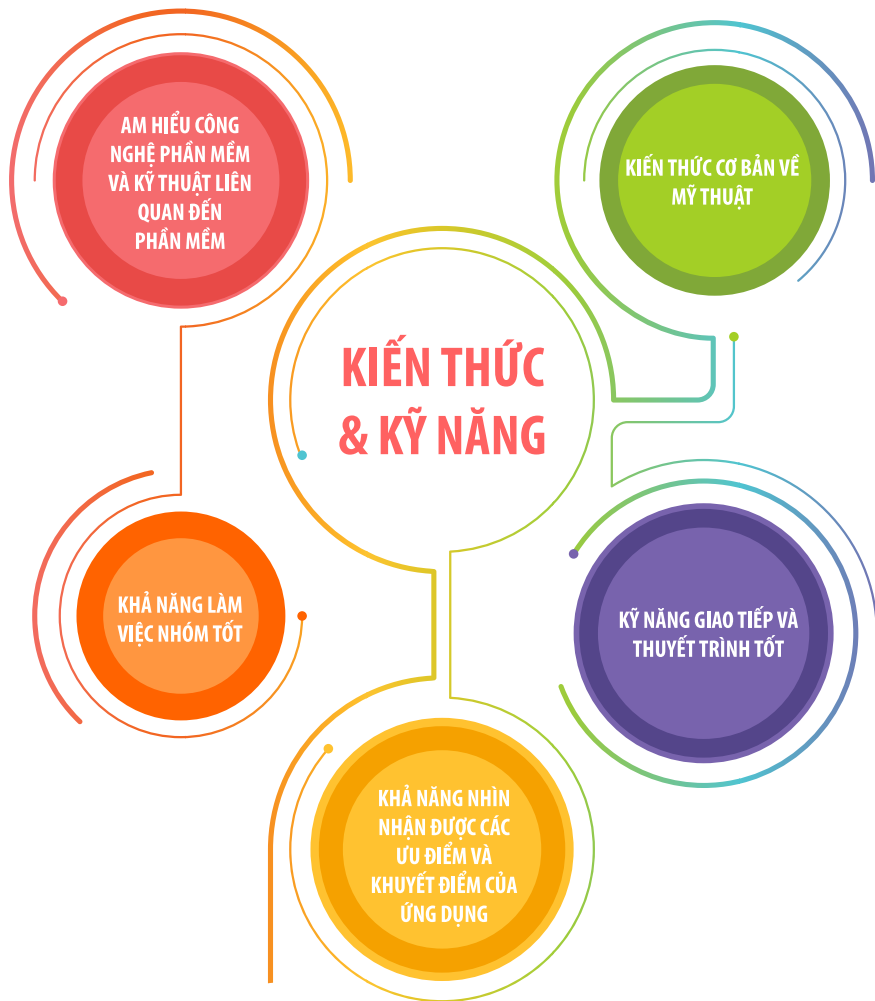 AM HIỂU CÔNG
NGHỆ PHẦN MỀM
VÀ KỸ THUẬT LIÊN
QUAN ĐẾN
PHẦN MỀM
KIẾN THỨC CƠ BẢN VỀ
MỸ THUẬT
KIẾN THỨC
& KỸ NĂNG
KHẢ NĂNG LÀM
VIỆC NHÓM TỐT
KỸ NĂNG GIAO TIẾP VÀ
THUYẾT TRÌNH TỐT
KHẢ NĂNG NHÌN
NHẬN ĐƯỢC CÁC
ƯU ĐIỂM VÀ
KHUYẾT ĐIỂM CỦA
ỨNG DỤNG